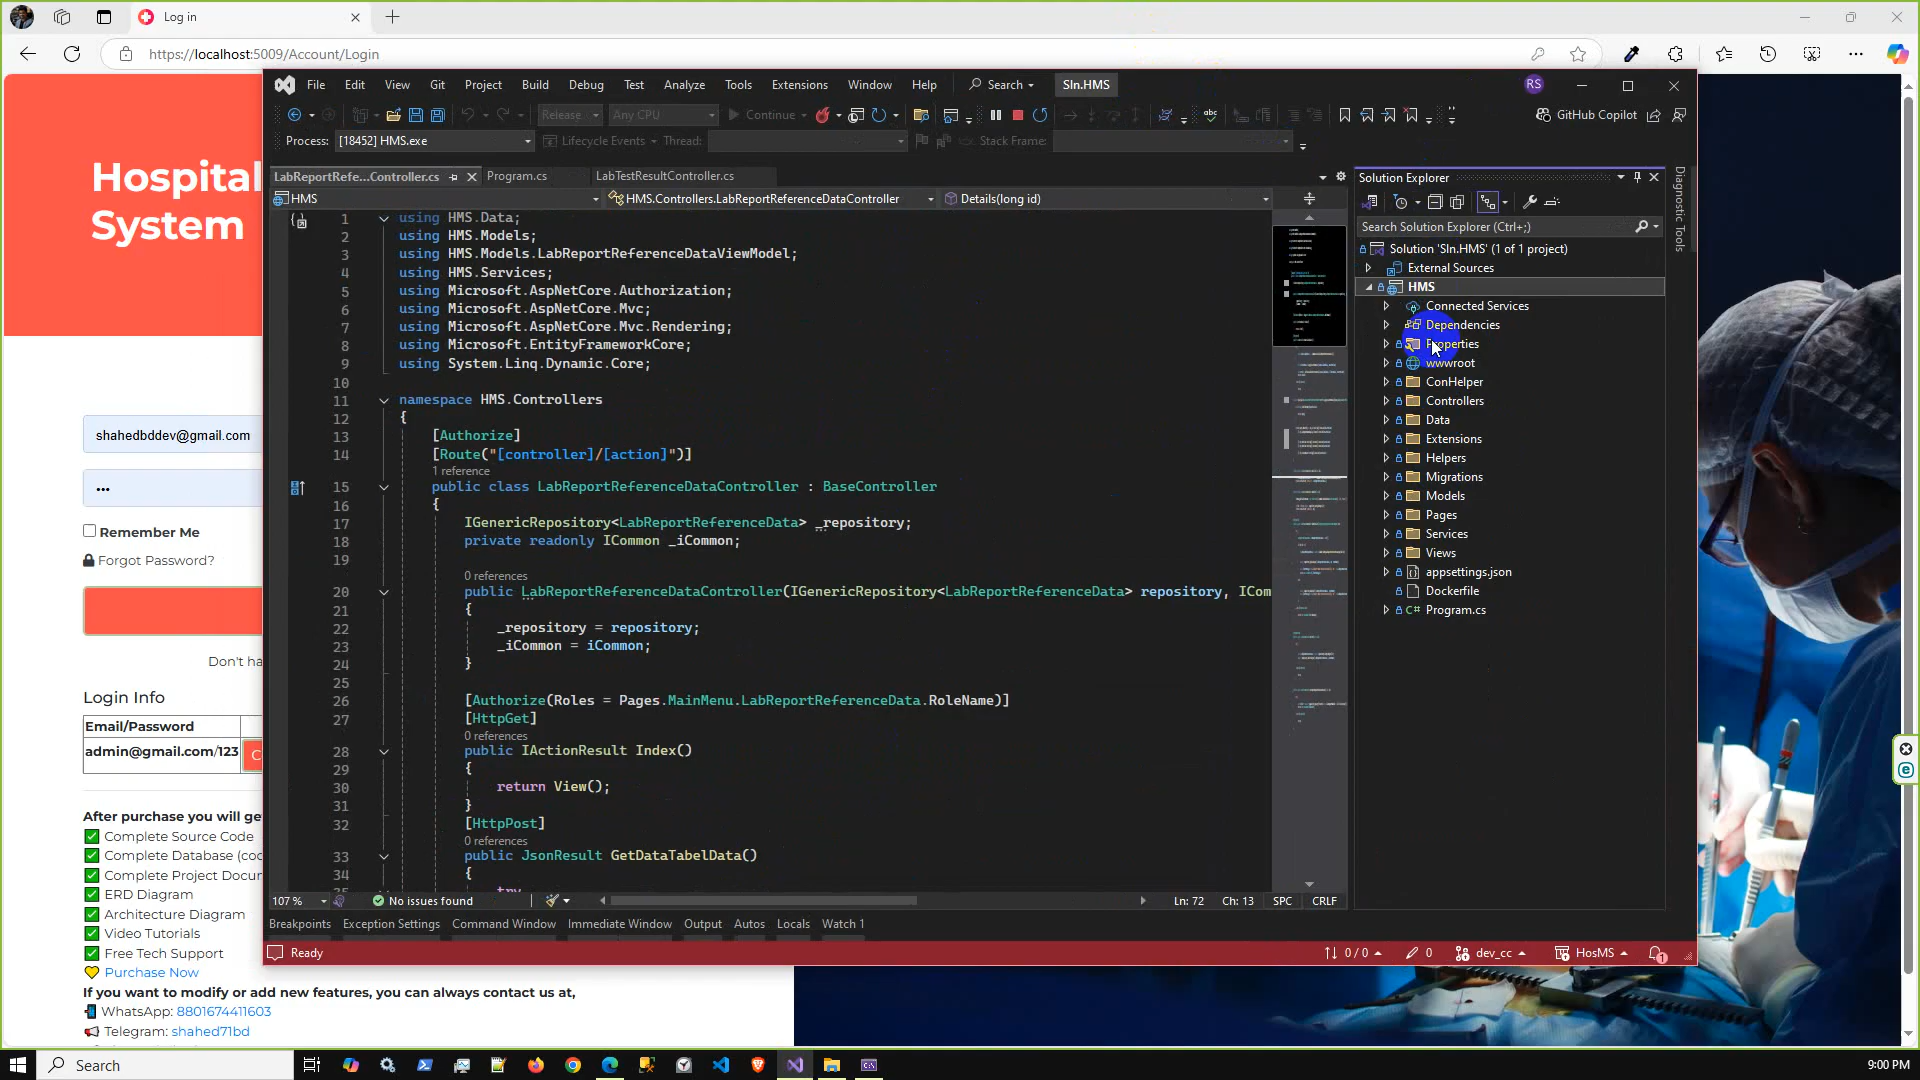 Log in
https://localhost:5009/Account/Login
Hospital
System
shahedbddev@gmail.com
•••
Remember Me
Forgot Password?
Don't ha
Login Info
Email/Password
admin@gmail.com/123
C
After purchase you will ge
Complete Source Code
Complete Database (coc
Complete Project Docur
ERD Diagram
Architecture Diagram
Video Tutorials
Free Tech Support
Purchase Now
If you want to modify or add new features, you can always contact us at,
WhatsApp: 8801674411603
Telegram: shahed71bd
File Edit View Git Project Build Debug Test Analyze Tools Extensions Window Help Search Sln.HMS RS
Release Any CPU Continue GitHub Copilot
Process: [18452] HMS.exe Lifecycle Events Thread: Stack Frame:
LabReportRefe...Controller.cs Program.cs LabTestResultController.cs
HMS HMS.Controllers.LabReportReferenceDataController Details(long id)
1 using HMS.Data;
2 using HMS.Models;
3 using HMS.Models.LabReportReferenceDataViewModel;
4 using HMS.Services;
5 using Microsoft.AspNetCore.Authorization;
6 using Microsoft.AspNetCore.Mvc;
7 using Microsoft.AspNetCore.Mvc.Rendering;
8 using Microsoft.EntityFrameworkCore;
9 using System.Linq.Dynamic.Core;
10
11 namespace HMS.Controllers
12 {
13 [Authorize]
14 [Route("[controller]/[action]")]
1 reference
15 public class LabReportReferenceDataController : BaseController
16 {
17 IGenericRepository<LabReportReferenceData> _repository;
18 private readonly ICommon _iCommon;
19
0 references
20 public LabReportReferenceDataController(IGenericRepository<LabReportReferenceData> repository, ICom
21 {
22 _repository = repository;
23 _iCommon = iCommon;
24 }
25
26 [Authorize(Roles = Pages.MainMenu.LabReportReferenceData.RoleName)]
27 [HttpGet]
0 references
28 public IActionResult Index()
29 {
30 return View();
31 }
32 [HttpPost]
0 references
33 public JsonResult GetDataTabelData()
34 {
35 try
107 % No issues found Ln: 72 Ch: 13 SPC CRLF
Breakpoints Exception Settings Command Window Immediate Window Output Autos Locals Watch 1
Ready 0 / 0 0 dev_cc HosMS 1
Solution Explorer
Search Solution Explorer (Ctrl+;)
Solution 'Sln.HMS' (1 of 1 project)
External Sources
HMS
Connected Services
Dependencies
Properties
wwwroot
ConHelper
Controllers
Data
Extensions
Helpers
Migrations
Models
Pages
Services
Views
appsettings.json
Dockerfile
C# Program.cs
Diagnostic Tools
Search
9:00 PM